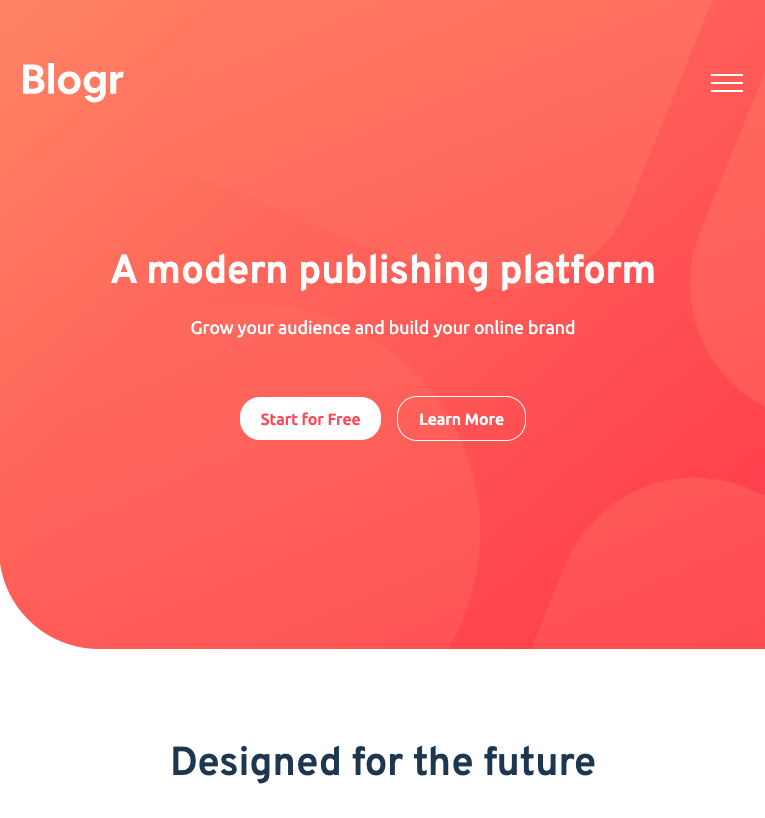 Blogr
A modern publishing platform
Grow your audience and build your online brand
Start for Free
Learn More
Designed for the future